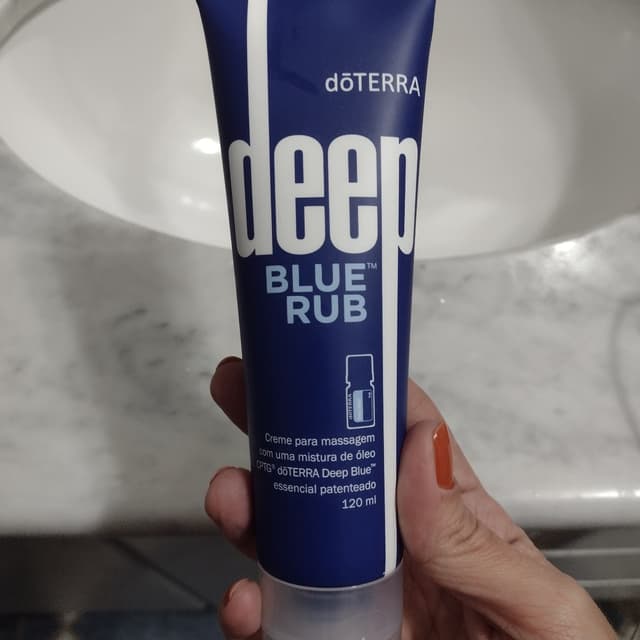 dōTERRA
deep
BLUE™
RUB
Creme para massagem
com uma mistura de óleo
CPTG® dōTERRA Deep Blue™
essencial patenteado
120 ml